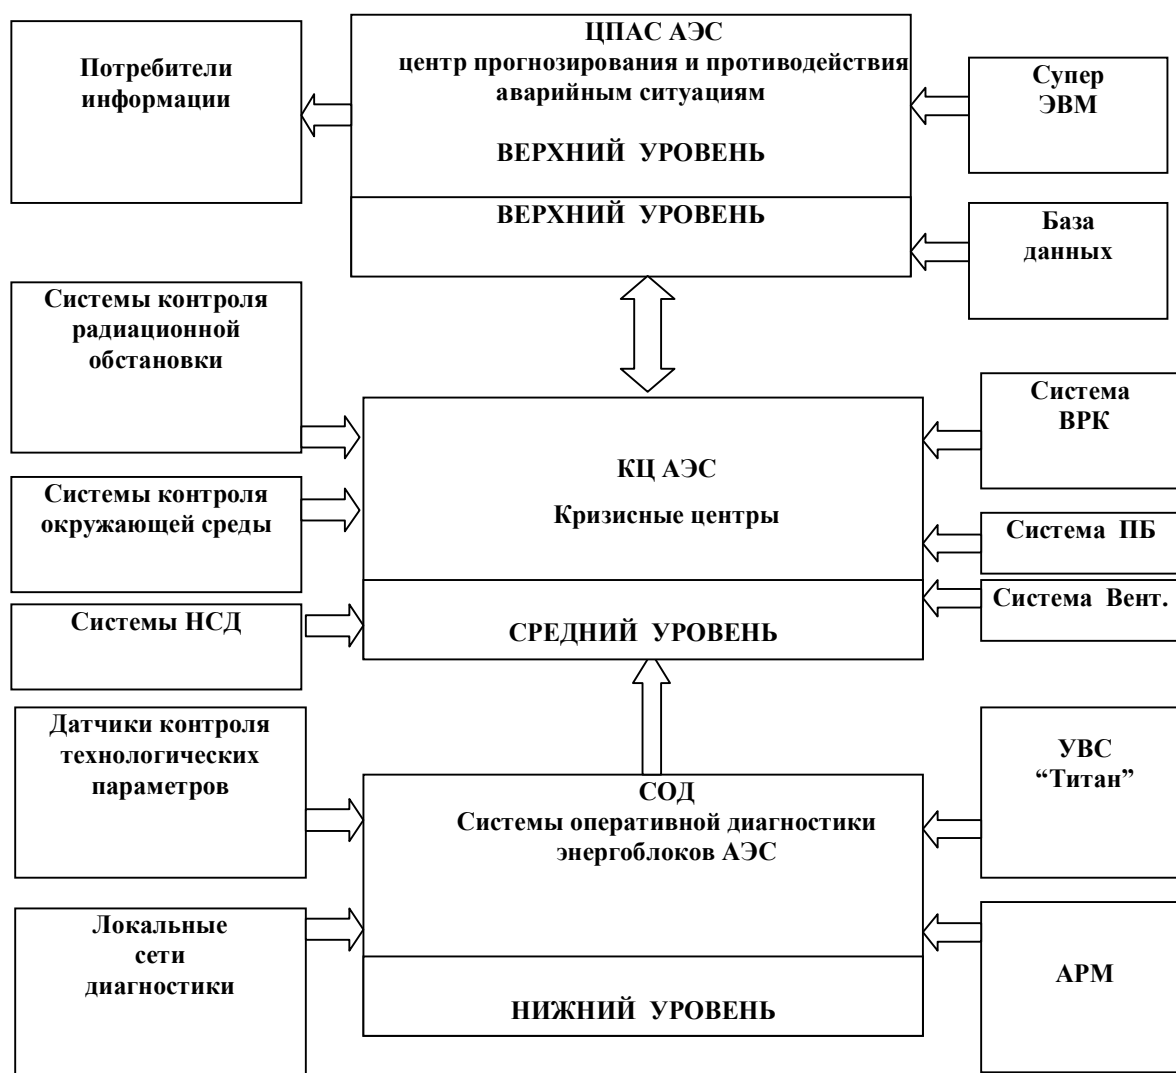 Потребители
информации
ЦПАС АЭС
центр прогнозирования и противодействия
аварийным ситуациям
ВЕРХНИЙ УРОВЕНЬ
ВЕРХНИЙ УРОВЕНЬ
Супер
ЭВМ
База
данных
Системы контроля
радиационной
обстановки
Системы контроля
окружающей среды
Системы НСД
КЦ АЭС
Кризисные центры
СРЕДНИЙ УРОВЕНЬ
Система
ВРК
Система ПБ
Система Вент.
Датчики контроля
технологических
параметров
Локальные
сети
диагностики
СОД
Системы оперативной диагностики
энергоблоков АЭС
НИЖНИЙ УРОВЕНЬ
УВС
“Титан”
АРМ